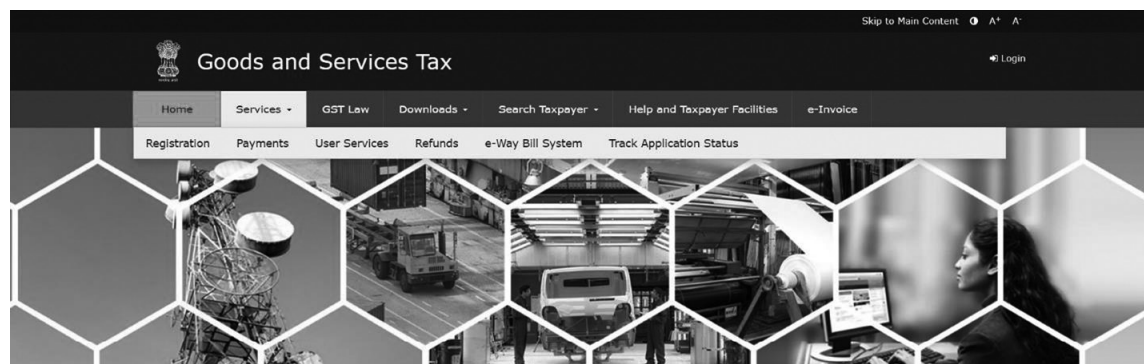 Skip to Main Content A+ A-
Goods and Services Tax
Login
Home Services GST Law Downloads Search Taxpayer Help and Taxpayer Facilities e-Invoice
Registration Payments User Services Refunds e-Way Bill System Track Application Status